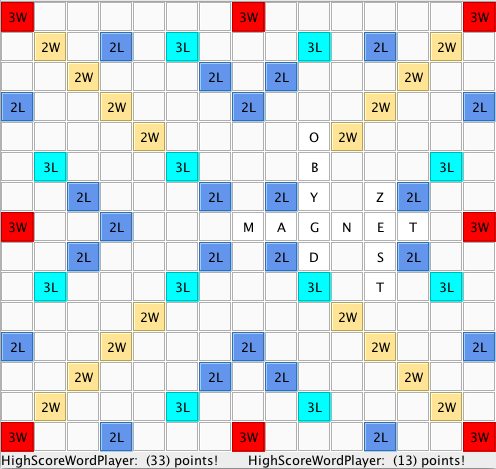 3W 3W 3W
2W 2L 3L 3L 2L 2W
2W 2L 2L 2W
2L 2W 2L 2W 2L
2W O 2W
3L 3L B 3L
2L 2L 2L Y Z 2L
3W 2L M A G N E T 3W
2L 2L 2L D S 2L
3L 3L 3L T 3L
2W 2W
2L 2W 2L 2W 2L
2W 2L 2L 2W
2W 3L 3L 2W
3W 2L 3W 2L 3W
HighScoreWordPlayer: (33) points! HighScoreWordPlayer: (13) points!